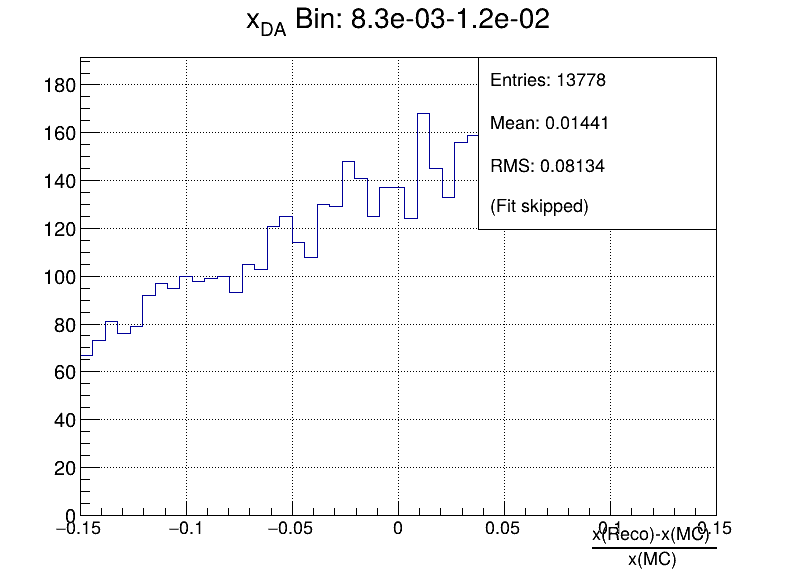 x_DA Bin: 8.3e-03-1.2e-02
Entries: 13778
Mean: 0.01441
RMS: 0.08134
(Fit skipped)
180
160
140
120
100
80
60
40
20
0
−0.15 −0.1 −0.05 0 0.05 0.1 0.15
x(Reco)-x(MC)
x(MC)